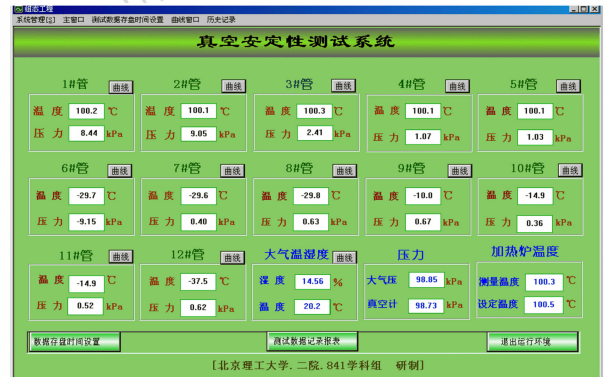 组态工程
系统管理[S] 主窗口 测试数据存盘时间设置 曲线窗口 历史记录
真空安定性测试系统
1#管 曲线 2#管 曲线 3#管 曲线 4#管 曲线 5#管 曲线
温 度 100.2 ℃ 温 度 100.1 ℃ 温 度 100.3 ℃ 温 度 100.1 ℃ 温 度 100.1 ℃
压 力 8.44 kPa 压 力 9.05 kPa 压 力 2.41 kPa 压 力 1.07 kPa 压 力 1.03 kPa
6#管 曲线 7#管 曲线 8#管 曲线 9#管 曲线 10#管 曲线
温 度 -29.7 ℃ 温 度 -29.6 ℃ 温 度 -29.8 ℃ 温 度 -10.0 ℃ 温 度 -14.9 ℃
压 力 -9.15 kPa 压 力 0.40 kPa 压 力 0.63 kPa 压 力 0.67 kPa 压 力 0.36 kPa
11#管 曲线 12#管 曲线 大气温湿度 曲线 压力 加热炉温度
温 度 -14.9 ℃ 温 度 -37.5 ℃ 湿 度 14.56 % 大气压 98.85 kPa 测量温度 100.3 ℃
压 力 0.52 kPa 压 力 0.62 kPa 温 度 20.2 ℃ 真空计 98.73 kPa 设定温度 100.5 ℃
数据存盘时间设置 测试数据记录报表 退出运行环境
[北京理工大学.二院.841学科组 研制]